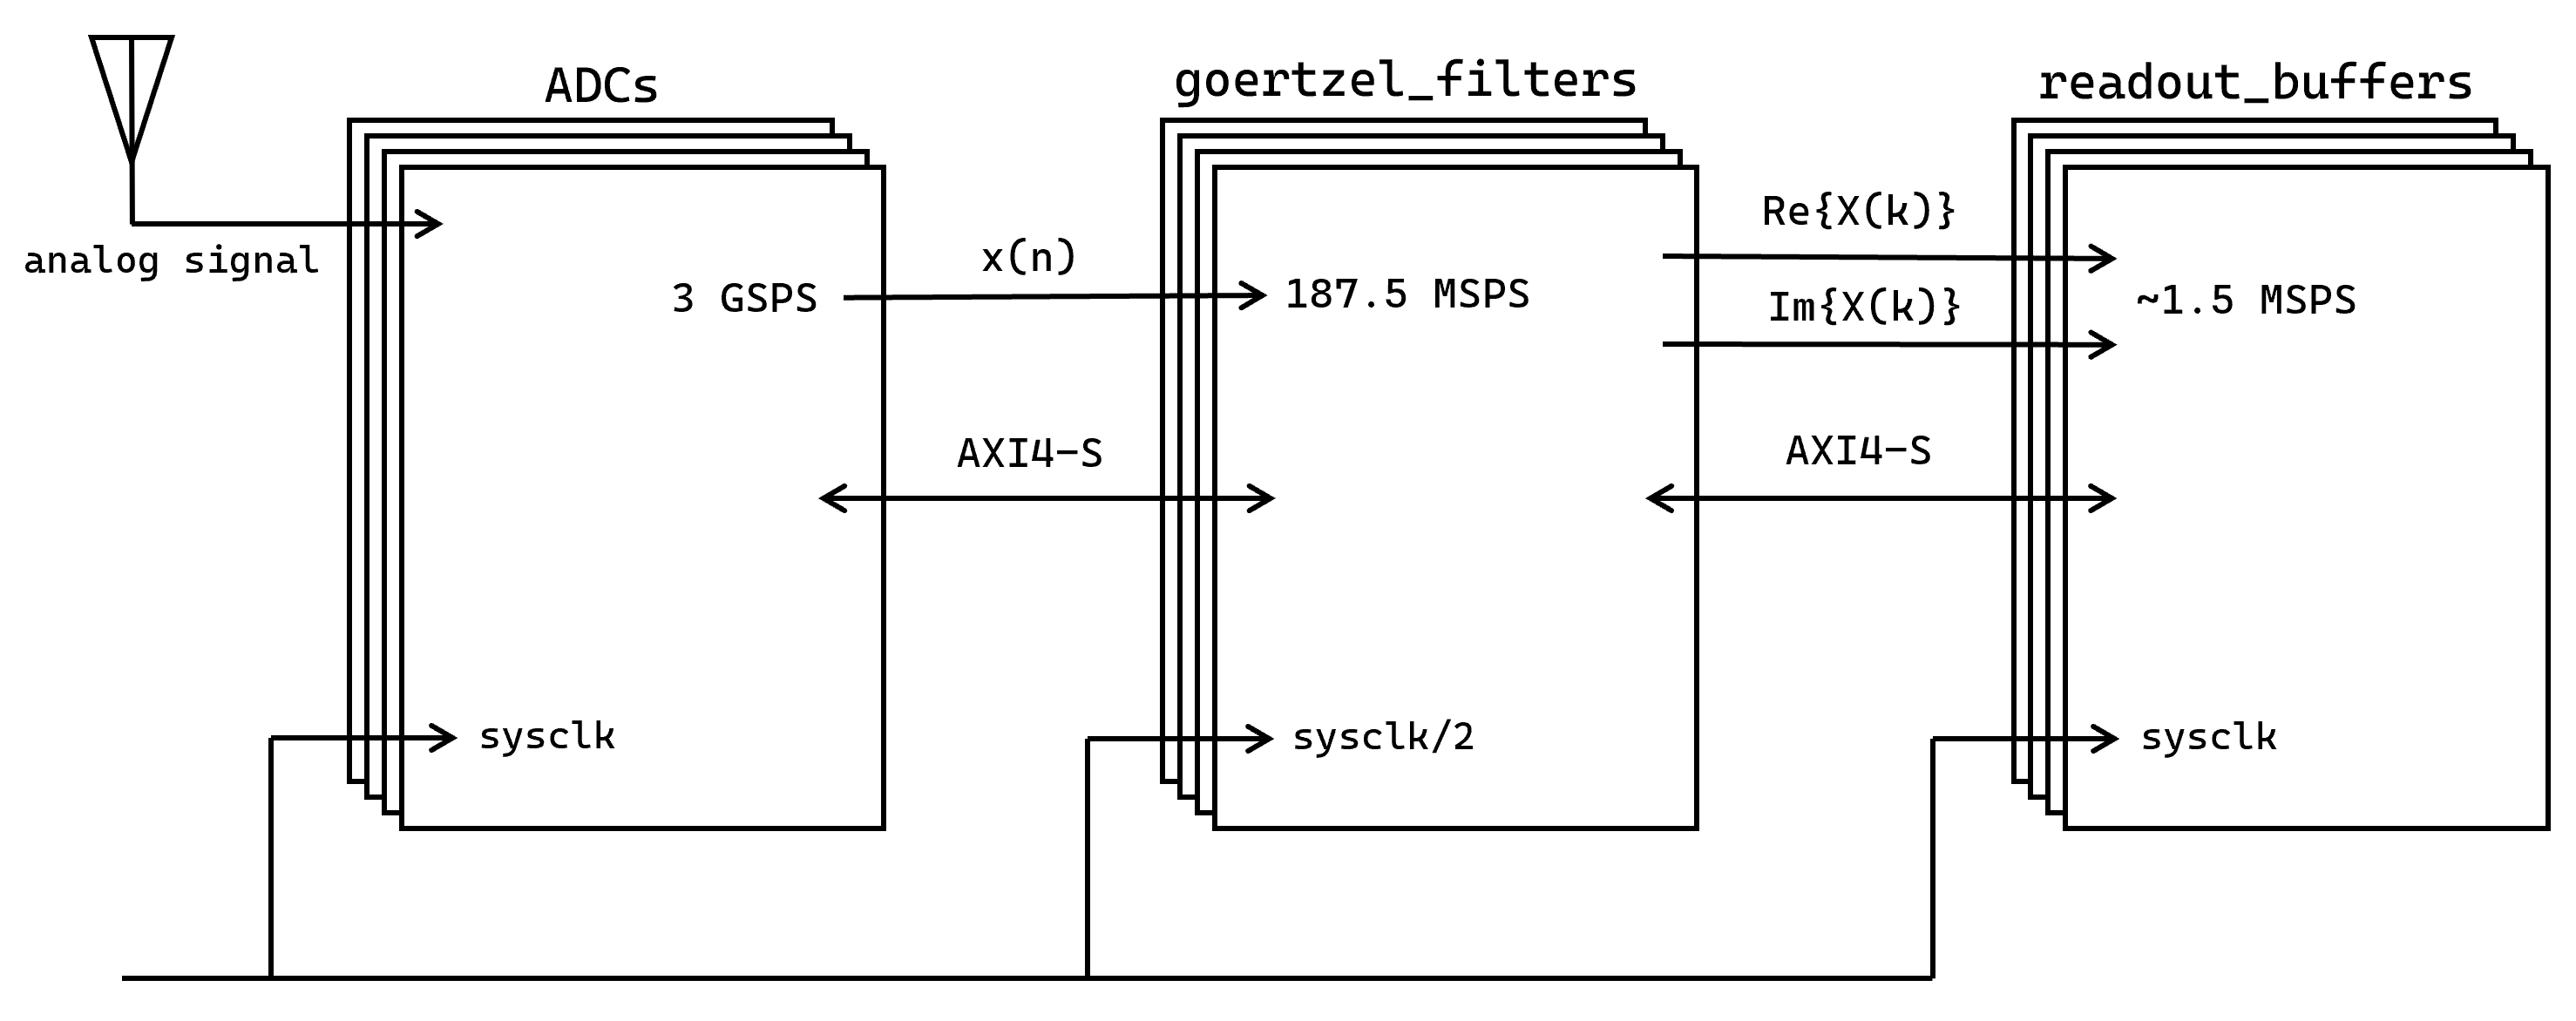 ADCs
goertzel_filters
readout_buffers
analog signal
3 GSPS
x(n)
187.5 MSPS
Re{X(k)}
Im{X(k)}
~1.5 MSPS
AXI4-S
AXI4-S
sysclk
sysclk/2
sysclk